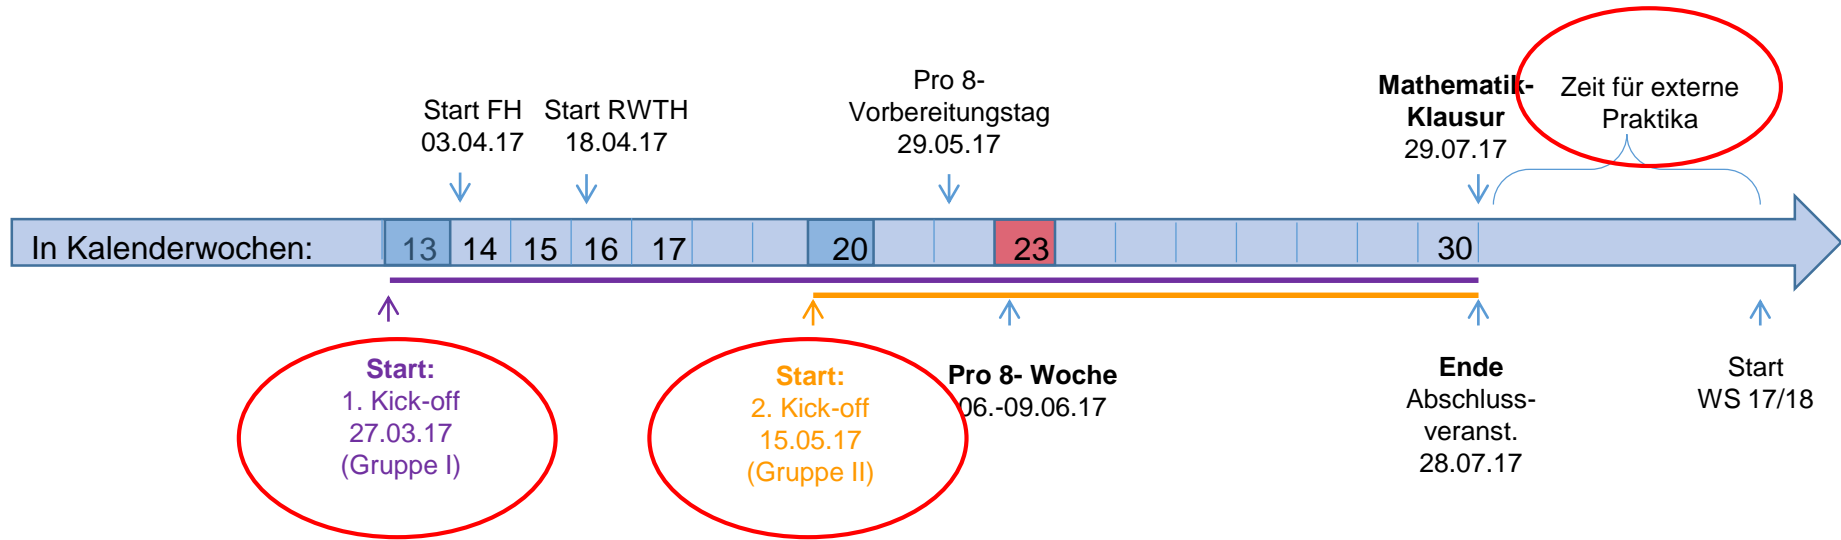 Start FH
03.04.17
Start RWTH
18.04.17
Pro 8-
Vorbereitungstag
29.05.17
Mathematik-
Klausur
29.07.17
Zeit für externe
Praktika
In Kalenderwochen:
13 14 15 16 17 20 23 30
Start:
1. Kick-off
27.03.17
(Gruppe I)
Start:
2. Kick-off
15.05.17
(Gruppe II)
Pro 8- Woche
06.-09.06.17
Ende
Abschluss-
veranst.
28.07.17
Start
WS 17/18